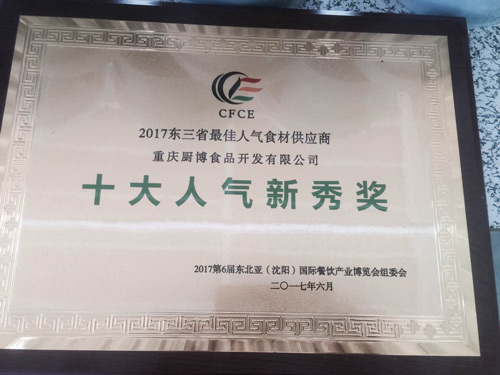 CFCE
2017东三省最佳人气食材供应商
重庆厨博食品开发有限公司
十大人气新秀奖
2017第6届东北亚（沈阳）国际餐饮产业博览会组委会
二〇一七年六月